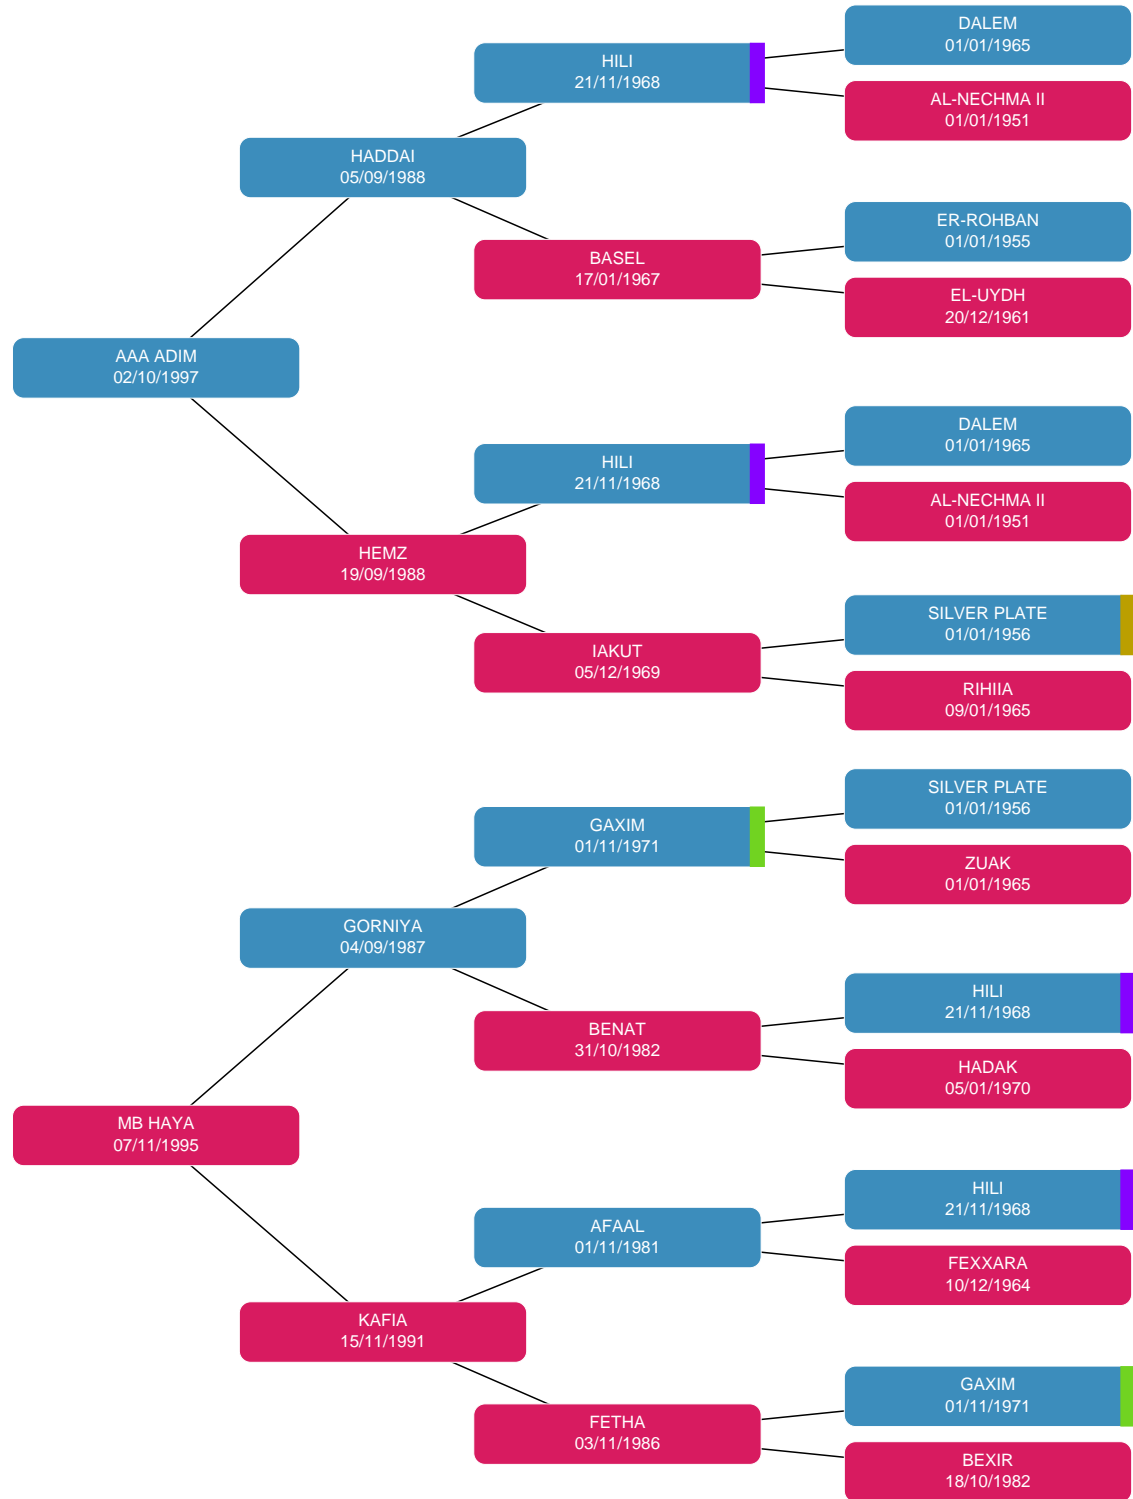 DALEM
01/01/1965
HILI
21/11/1968
AL-NECHMA II
01/01/1951
HADDAI
05/09/1988
ER-ROHBAN
01/01/1955
BASEL
17/01/1967
EL-UYDH
20/12/1961
AAA ADIM
02/10/1997
DALEM
01/01/1965
HILI
21/11/1968
AL-NECHMA II
01/01/1951
HEMZ
19/09/1988
SILVER PLATE
01/01/1956
IAKUT
05/12/1969
RIHIIA
09/01/1965
SILVER PLATE
01/01/1956
GAXIM
01/11/1971
ZUAK
01/01/1965
GORNIYA
04/09/1987
HILI
21/11/1968
BENAT
31/10/1982
HADAK
05/01/1970
MB HAYA
07/11/1995
HILI
21/11/1968
AFAAL
01/11/1981
FEXXARA
10/12/1964
KAFIA
15/11/1991
GAXIM
01/11/1971
FETHA
03/11/1986
BEXIR
18/10/1982